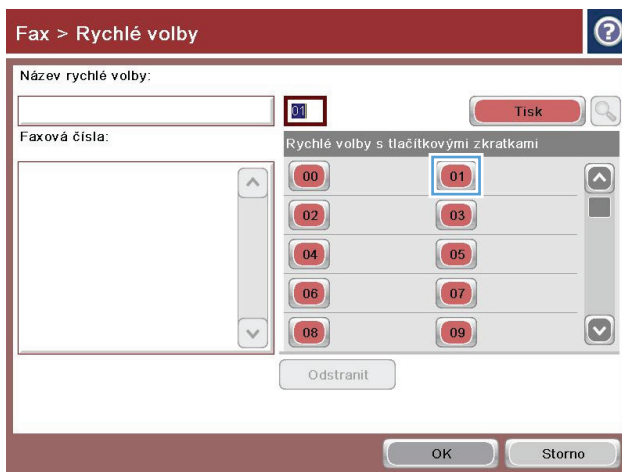 Fax > Rychlé volby
?
Název rychlé volby:
01
Tisk
Faxová čísla:
Rychlé volby s tlačítkovými zkratkami
00 01
02 03
04 05
06 07
08 09
Odstranit
OK Storno